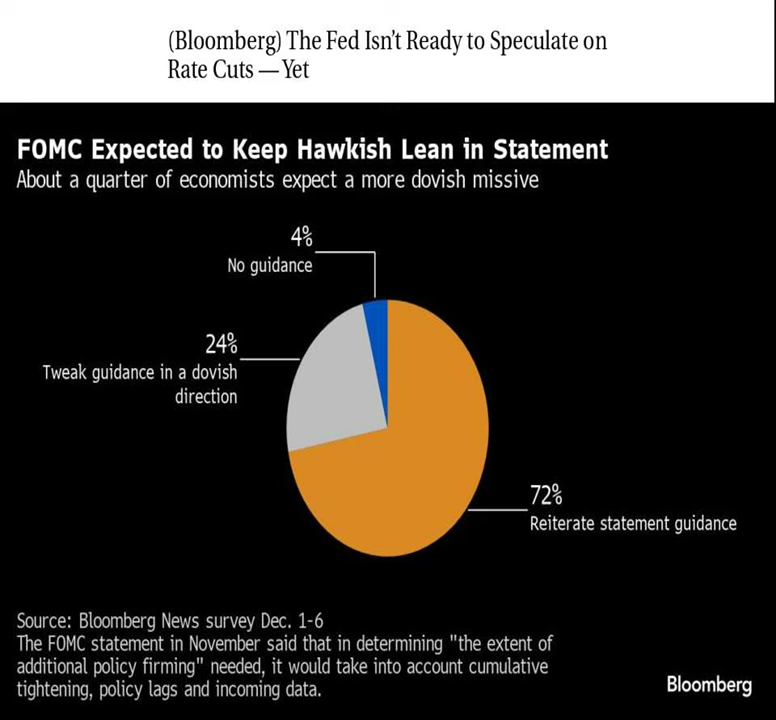 (Bloomberg) The Fed Isn’t Ready to Speculate on
Rate Cuts — Yet
FOMC Expected to Keep Hawkish Lean in Statement
About a quarter of economists expect a more dovish missive
4%
No guidance
24%
Tweak guidance in a dovish
direction
72%
Reiterate statement guidance
Source: Bloomberg News survey Dec. 1-6
The FOMC statement in November said that in determining "the extent of
additional policy firming" needed, it would take into account cumulative
tightening, policy lags and incoming data.
Bloomberg